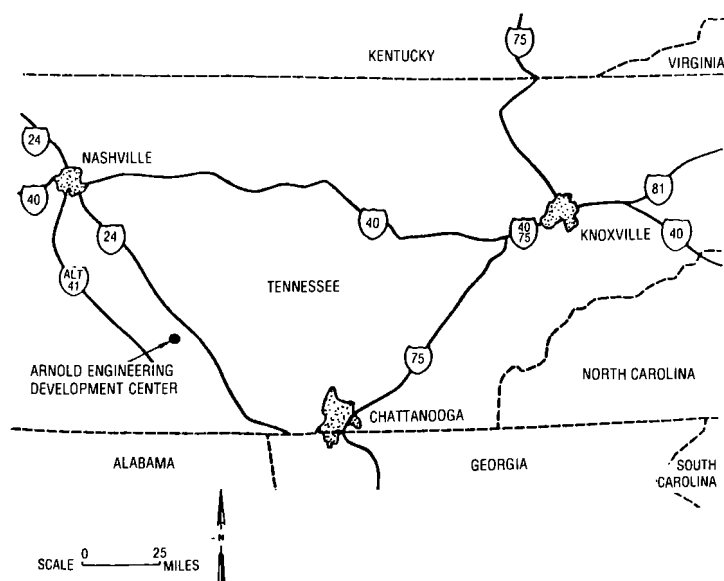 75
KENTUCKY
VIRGINIA
24
NASHVILLE
40
81
40
40
75
KNOXVILLE
40
24
ALT
41
TENNESSEE
ARNOLD ENGINEERING
DEVELOPMENT CENTER
75
NORTH CAROLINA
CHATTANOOGA
ALABAMA
GEORGIA
SOUTH
CAROLINA
N
SCALE 0 25 MILES